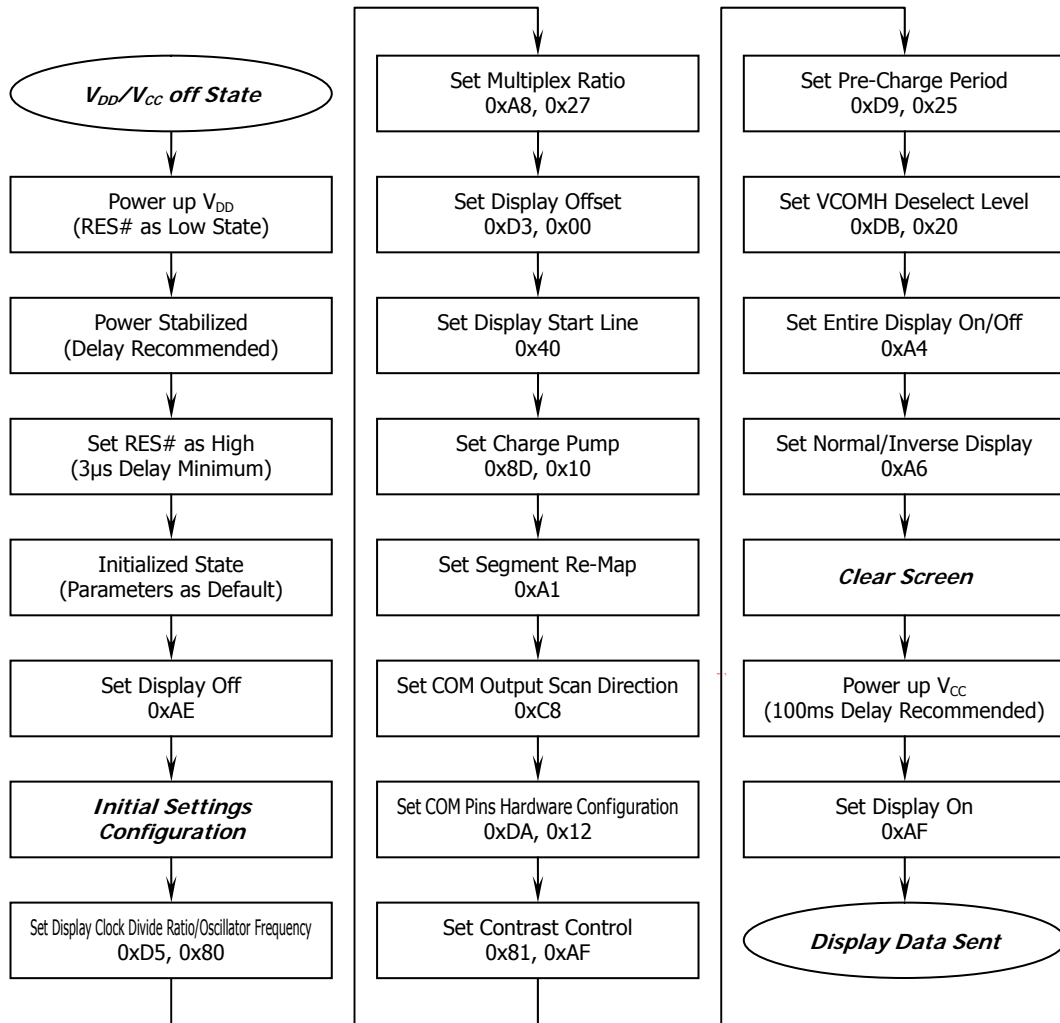 V_DD/V_CC off State
Power up V_DD
(RES# as Low State)
Power Stabilized
(Delay Recommended)
Set RES# as High
(3μs Delay Minimum)
Initialized State
(Parameters as Default)
Set Display Off
0xAE
Initial Settings
Configuration
Set Display Clock Divide Ratio/Oscillator Frequency
0xD5, 0x80
Set Multiplex Ratio
0xA8, 0x27
Set Display Offset
0xD3, 0x00
Set Display Start Line
0x40
Set Charge Pump
0x8D, 0x10
Set Segment Re-Map
0xA1
Set COM Output Scan Direction
0xC8
Set COM Pins Hardware Configuration
0xDA, 0x12
Set Contrast Control
0x81, 0xAF
Set Pre-Charge Period
0xD9, 0x25
Set VCOMH Deselect Level
0xDB, 0x20
Set Entire Display On/Off
0xA4
Set Normal/Inverse Display
0xA6
Clear Screen
Power up V_CC
(100ms Delay Recommended)
Set Display On
0xAF
Display Data Sent